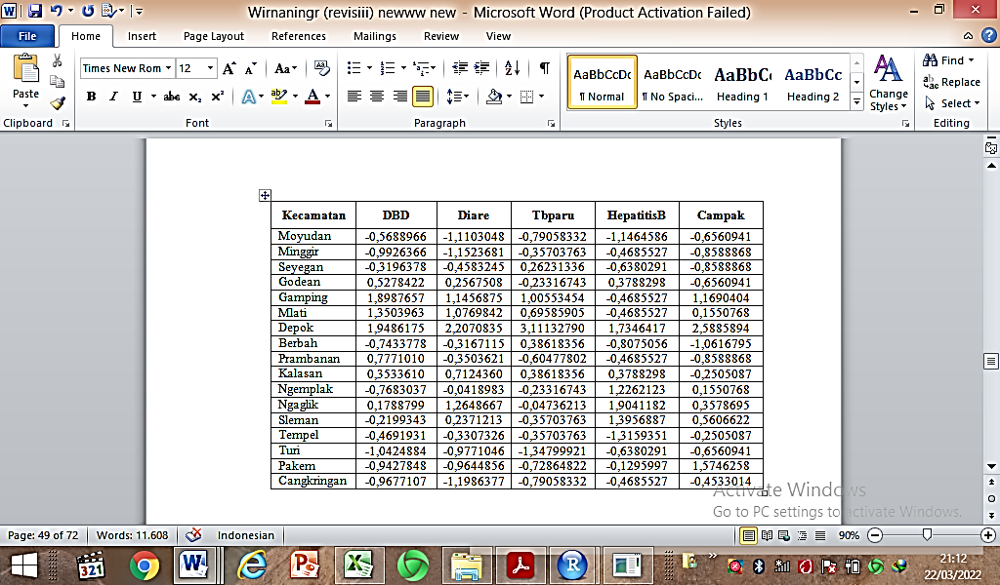 Wirnaningr (revisiii) newww new - Microsoft Word (Product Activation Failed)
File Home Insert Page Layout References Mailings Review View
Paste
Times New Rom 12
Clipboard Font Paragraph Styles Editing
AaBbCcDc AaBbCcDc AaBbC AaBbCc
¶ Normal ¶ No Spaci... Heading 1 Heading 2
Change Styles
Find
Replace
Select
Kecamatan DBD Diare Tbparu HepatitisB Campak
Moyudan -0,5688966 -1,1103048 -0,79058332 -1,1464586 -0,6560941
Minggir -0,9926366 -1,1523681 -0,35703763 -0,4685527 -0,8588868
Seyegan -0,3196378 -0,4583245 0,26231336 -0,6380291 -0,8588868
Godean 0,5278422 0,2567508 -0,23316743 0,3788298 -0,6560941
Gamping 1,8987657 1,1456875 1,00553454 -0,4685527 1,1690404
Mlati 1,3503963 1,0769842 0,69585905 -0,4685527 0,1550768
Depok 1,9486175 2,2070835 3,11132790 1,7346417 2,5885894
Berbah -0,7433778 -0,3167115 0,38618356 -0,8075056 -1,0616795
Prambanan 0,7771010 -0,3503621 -0,60477802 -0,4685527 -0,8588868
Kalasan 0,3533610 0,7124360 0,38618356 0,3788298 -0,2505087
Ngemplak -0,7683037 -0,0418983 -0,23316743 1,2262123 0,1550768
Ngaglik 0,1788799 1,2648667 -0,04736213 1,9041182 0,3578695
Sleman -0,2199343 0,2371213 -0,35703763 1,3956887 0,5606622
Tempel -0,4691931 -0,3307326 -0,35703763 -1,3159351 -0,2505087
Turi -1,0424884 -0,9771046 -1,34799921 -0,6380291 -0,6560941
Pakem -0,9427848 -0,9644856 -0,72864822 -0,1295997 1,5746258
Cangkringan -0,9677107 -1,1986377 -0,79058332 -0,4685527 -0,4533014
Activate Windows
Go to PC settings to activate Windows.
Page: 49 of 72 Words: 11.608 Indonesian 90%
321
21:12
22/03/2022